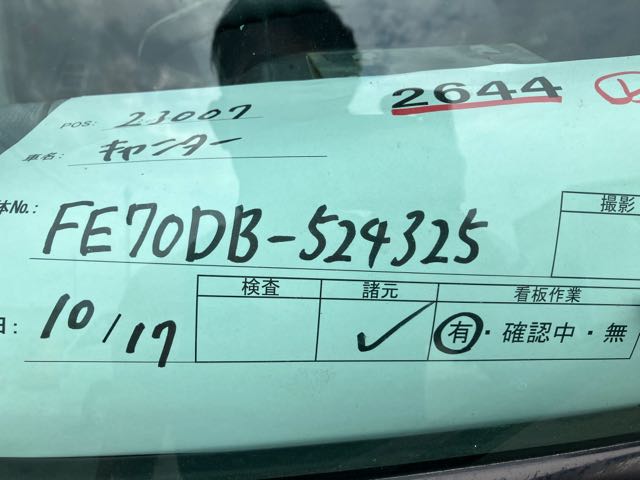 2644
POS: 23007
車名: キャンター
体No.: FE70DB-524325
撮影
日: 10/17
検査 諸元 看板作業
✓ 有・確認中・無